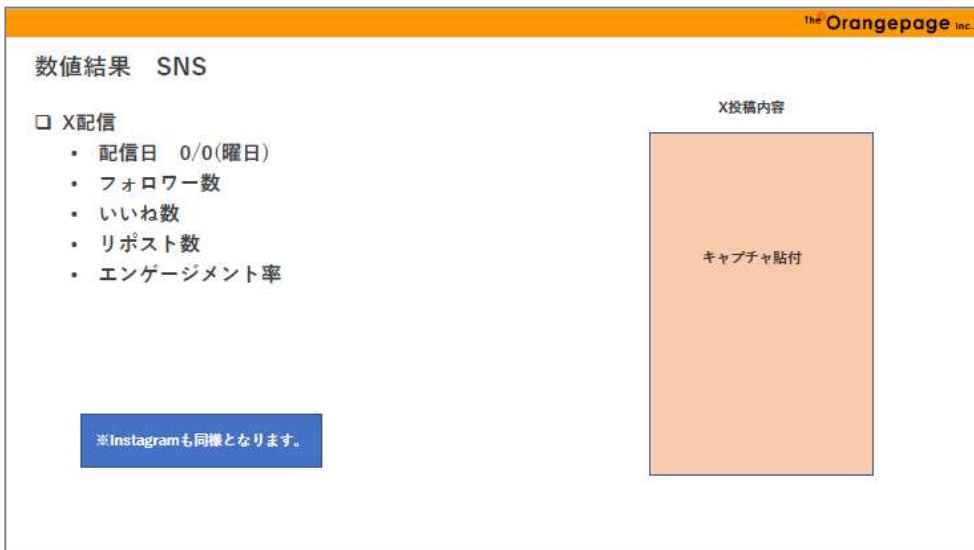 The Orangepage Inc.
数値結果　SNS
❑ X配信
• 配信日　0/0(曜日)
• フォロワー数
• いいね数
• リポスト数
• エンゲージメント率
※Instagramも同様となります。
X投稿内容
キャプチャ貼付